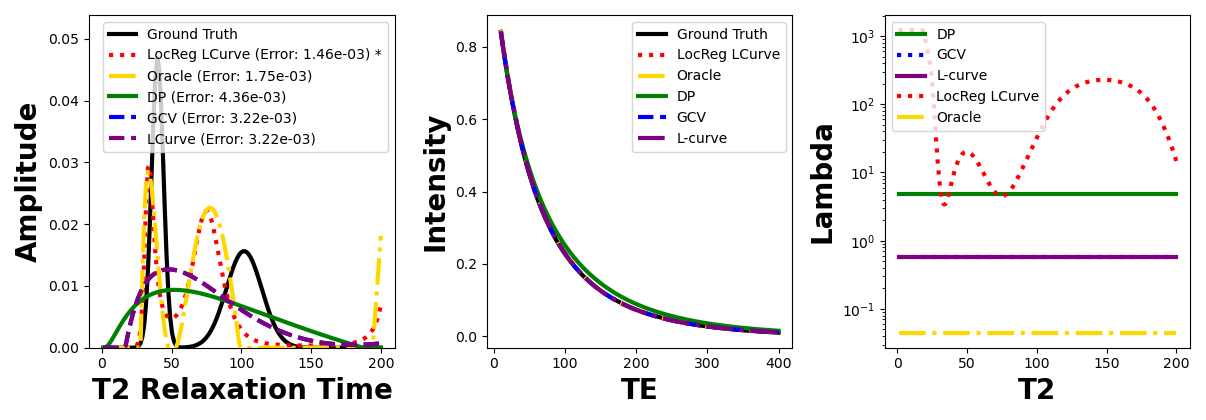 0.05
0.04
0.03
0.02
0.01
0.00
Amplitude
Ground Truth
LocReg LCurve (Error: 1.46e-03) *
Oracle (Error: 1.75e-03)
DP (Error: 4.36e-03)
GCV (Error: 3.22e-03)
LCurve (Error: 3.22e-03)
0 50 100 150 200
T2 Relaxation Time
0.8
0.6
0.4
0.2
0.0
Intensity
Ground Truth
LocReg LCurve
Oracle
DP
GCV
L-curve
0 100 200 300 400
TE
10³
10²
10¹
10⁰
10⁻¹
Lambda
DP
GCV
L-curve
LocReg LCurve
Oracle
0 50 100 150 200
T2